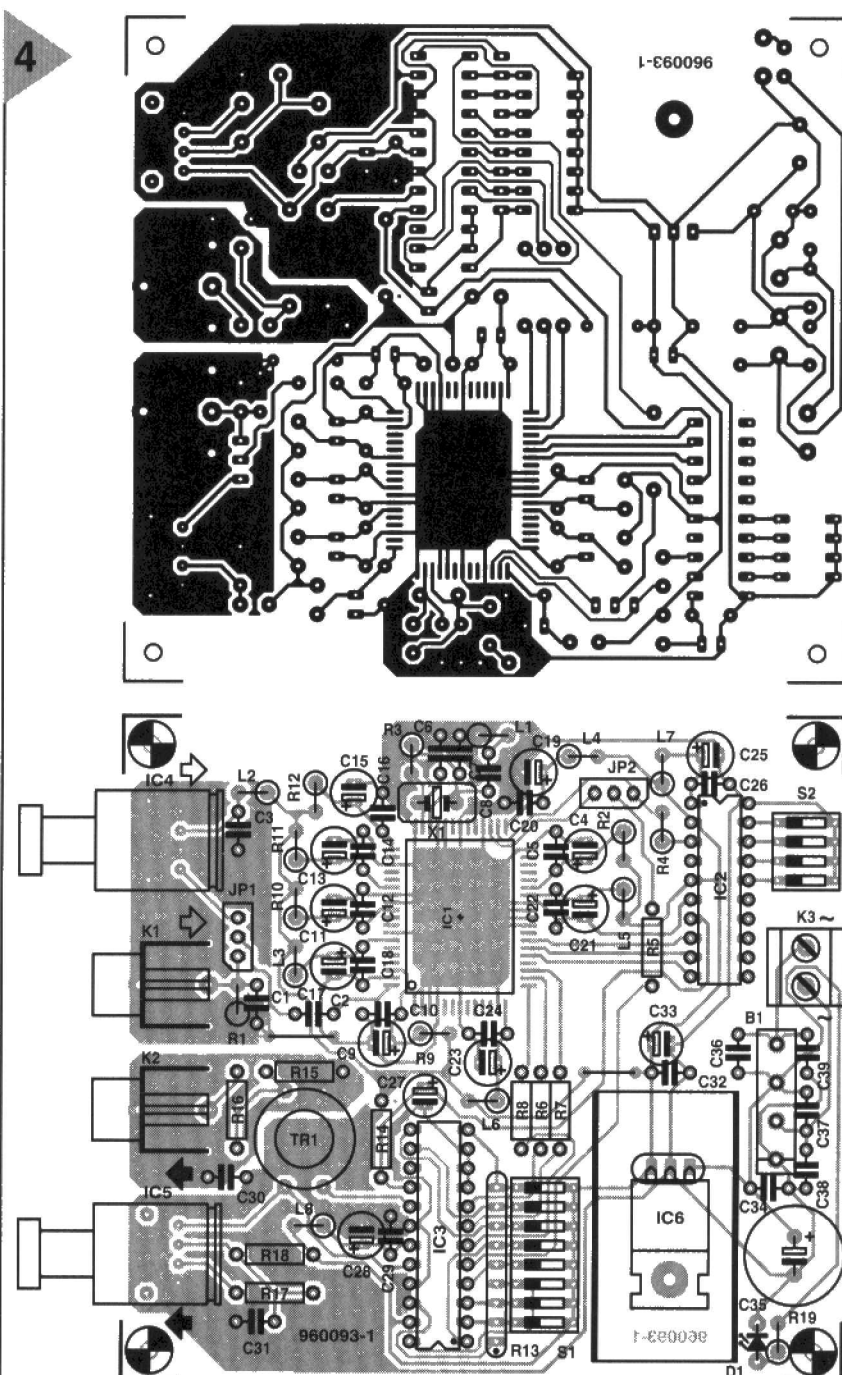 4
960093-1
R3
C6
L1
C19
L4
L7
C25
IC4
L2
R12
C15
C16
C8
JP2
C26
S2
C3
X1
C20
C4
R2
R11
C14
C5
R4
C13
IC2
JP1
R10
C12
IC1
C22
K1
C11
C21
L5
R5
K3
~
L3
C18
C1
C17
C2
C10
C24
C33
~
B1
R1
C9
R9
C23
C36
C39
K2
R15
C27
C32
R16
R14
L6
R8
R6
R7
C37
TR1
C30
C38
IC5
C34
L8
IC3
IC6
R18
C28
C29
R17
C35
R19
C31
960093-1
R13
S1
960093-1
D1